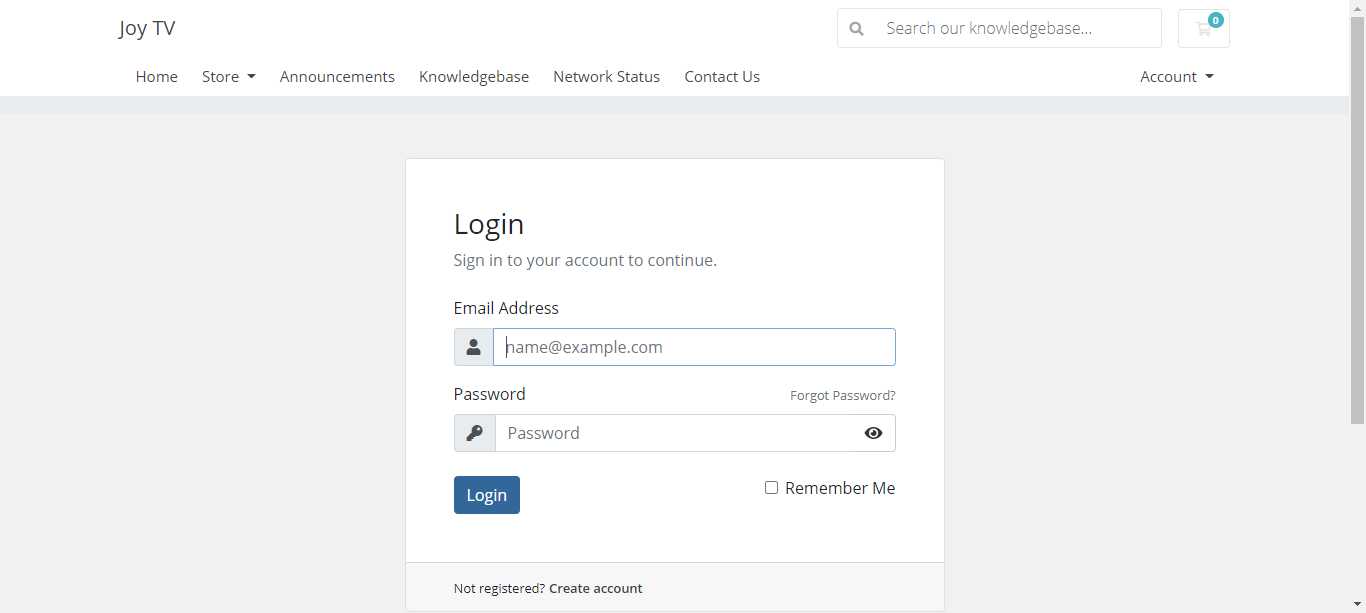 Joy TV
Search our knowledgebase...
0
Home Store Announcements Knowledgebase Network Status Contact Us Account
Login
Sign in to your account to continue.
Email Address
name@example.com
Password Forgot Password?
Password
Login Remember Me
Not registered? Create account